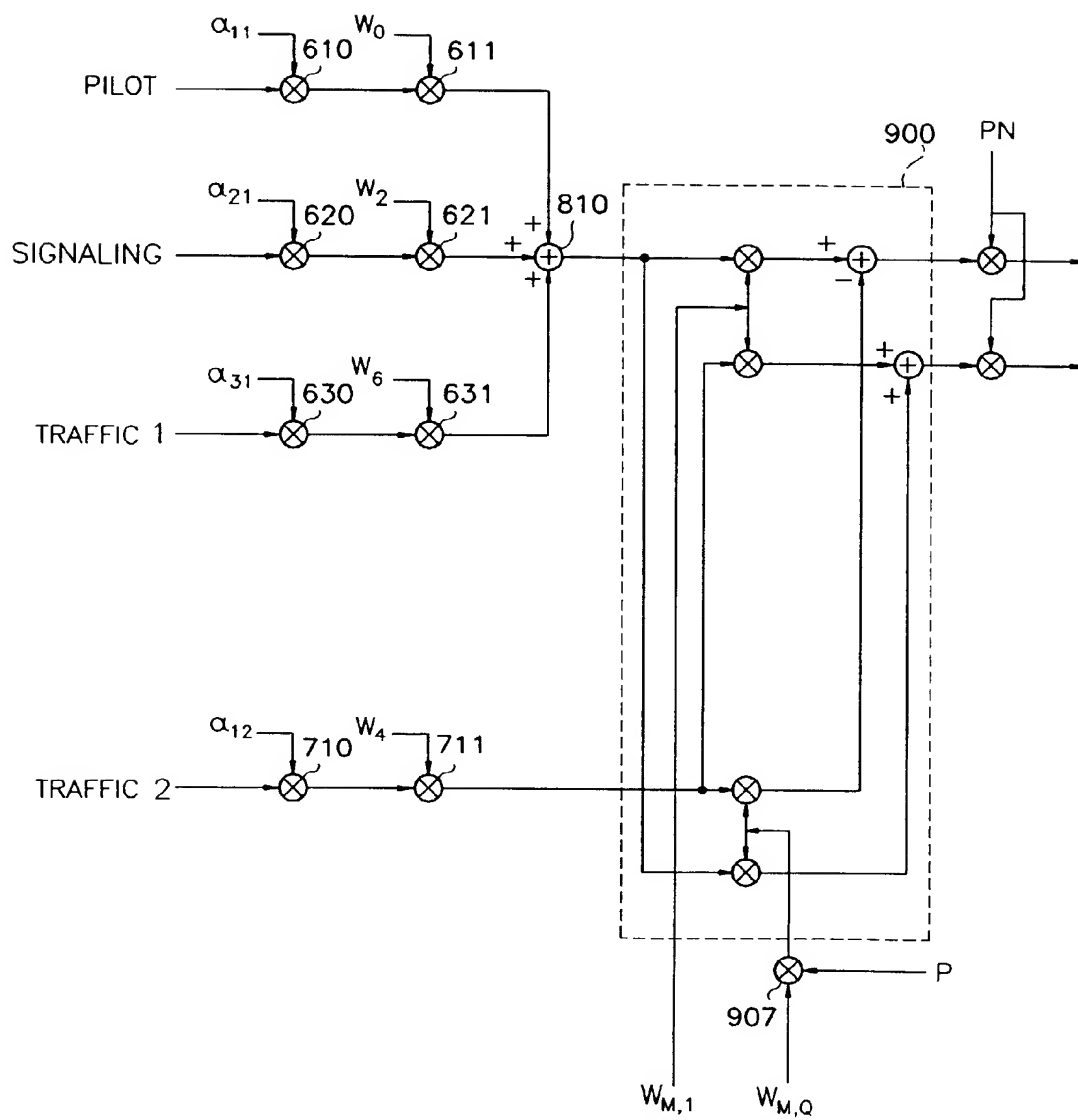 α11 W0
610 611
PILOT
900 PN
α21 W2
620 621 + 810
SIGNALING + + + −
+ +
α31 W6
630 631
TRAFFIC 1
α12 W4
710 711
TRAFFIC 2
P
907
WM,1 WM,Q